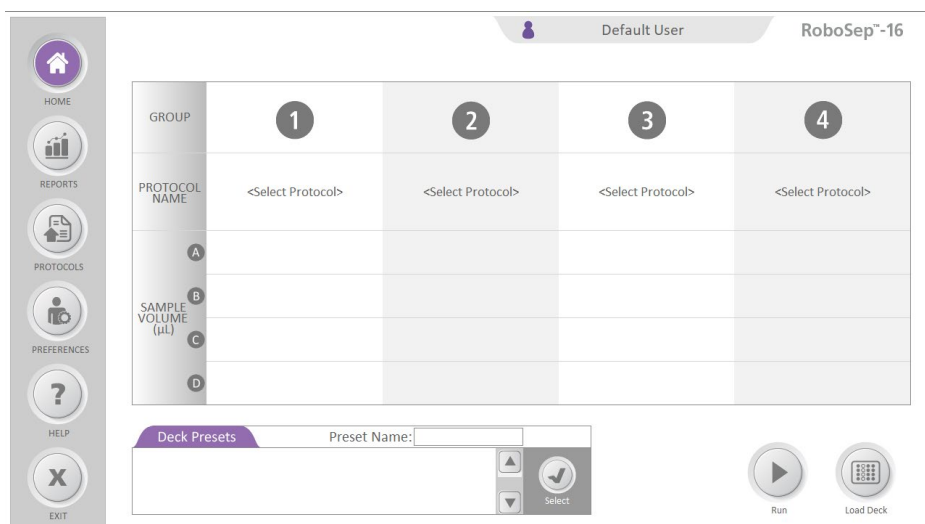 Default User
RoboSep™-16
HOME
REPORTS
PROTOCOLS
PREFERENCES
? 
HELP
X
EXIT
GROUP 1 2 3 4
PROTOCOL
NAME
<Select Protocol> <Select Protocol> <Select Protocol> <Select Protocol>
A
SAMPLE B
VOLUME
(µL) C
D
Deck Presets Preset Name:
Select
Run Load Deck